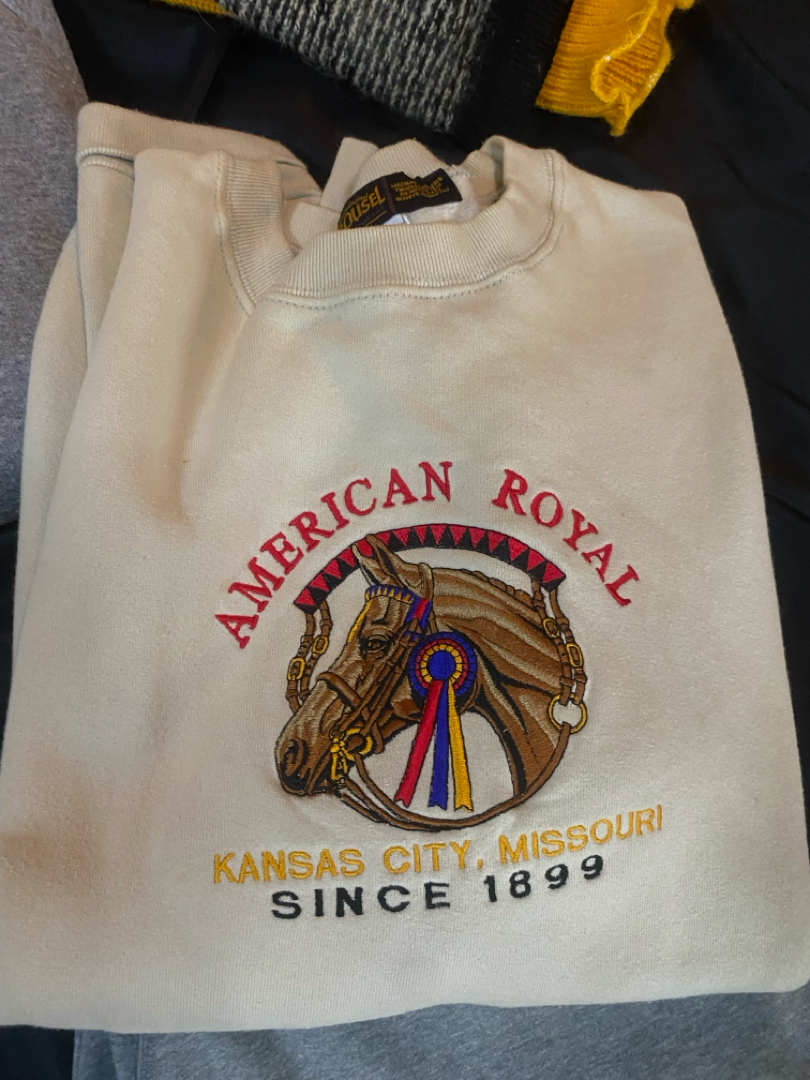 AMERICAN ROYAL
KANSAS CITY, MISSOURI
SINCE 1899